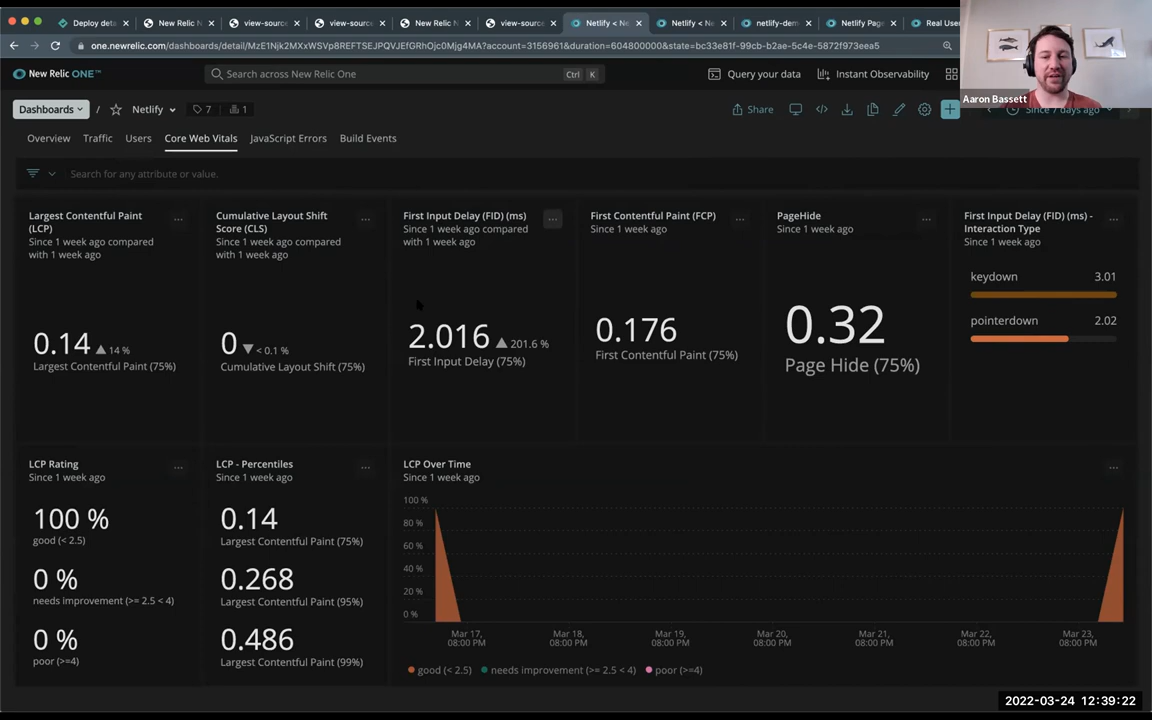 Deploy deta
New Relic N
view-source
view-source
New Relic N
view-source
Netlify < Ne
Netlify < Ne
netlify-dem
Netlify Page
Real User
one.newrelic.com/dashboards/detail/MzE1Njk2MXxWSVp8REFTSEJPQVJEfGRhOjc0Mjg4MA?account=3156961&duration=604800000&state=bc33e81f-99cb-b2ae-5c4e-5872f973eea5
New Relic ONE™
Search across New Relic One
Ctrl K
Query your data
Instant Observability
Aaron Bassett
Dashboards / Netlify 7 1
Share
Since 7 days ago
Overview Traffic Users Core Web Vitals JavaScript Errors Build Events
Search for any attribute or value.
Largest Contentful Paint
(LCP)
Since 1 week ago compared
with 1 week ago
0.14 14 %
Largest Contentful Paint (75%)
Cumulative Layout Shift
Score (CLS)
Since 1 week ago compared
with 1 week ago
0 < 0.1 %
Cumulative Layout Shift (75%)
First Input Delay (FID) (ms)
Since 1 week ago compared
with 1 week ago
2.016 201.6 %
First Input Delay (75%)
First Contentful Paint (FCP)
Since 1 week ago
0.176
First Contentful Paint (75%)
PageHide
Since 1 week ago
0.32
Page Hide (75%)
First Input Delay (FID) (ms) -
Interaction Type
Since 1 week ago
keydown 3.01
pointerdown 2.02
LCP Rating
Since 1 week ago
100 %
good (< 2.5)
0 %
needs improvement (>= 2.5 < 4)
0 %
poor (>=4)
LCP - Percentiles
Since 1 week ago
0.14
Largest Contentful Paint (75%)
0.268
Largest Contentful Paint (95%)
0.486
Largest Contentful Paint (99%)
LCP Over Time
Since 1 week ago
100 %
80 %
60 %
40 %
20 %
0 %
Mar 17,
08:00 PM
Mar 18,
08:00 PM
Mar 19,
08:00 PM
Mar 20,
08:00 PM
Mar 21,
08:00 PM
Mar 22,
08:00 PM
Mar 23,
08:00 PM
good (< 2.5) needs improvement (>= 2.5 < 4) poor (>=4)
2022-03-24 12:39:22